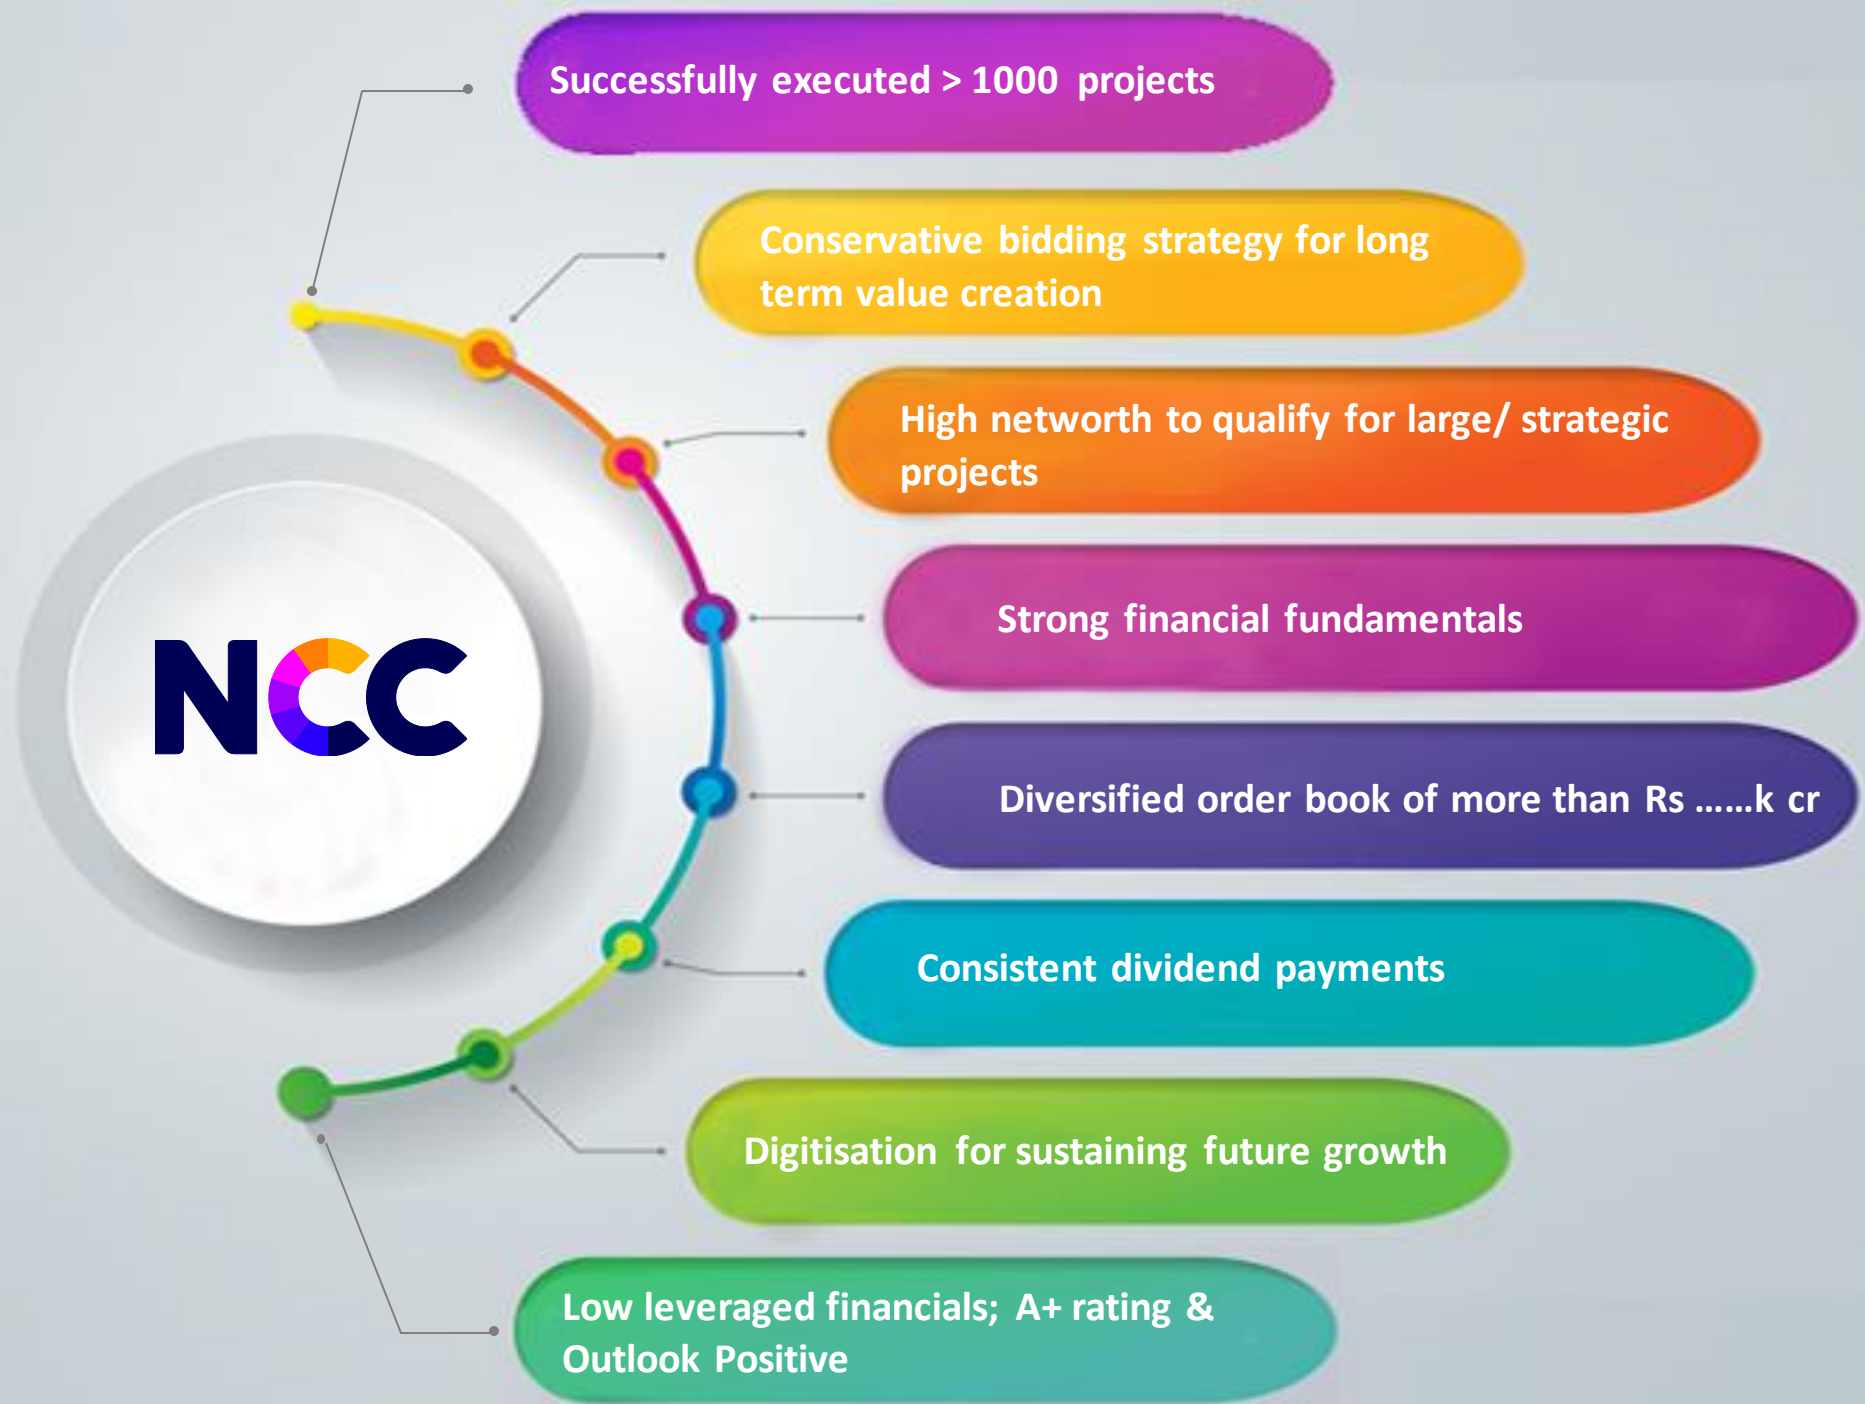 Successfully executed > 1000 projects
Conservative bidding strategy for long
term value creation
High networth to qualify for large/ strategic
projects
Strong financial fundamentals
NCC
Diversified order book of more than Rs ......k cr
Consistent dividend payments
Digitisation for sustaining future growth
Low leveraged financials; A+ rating &
Outlook Positive